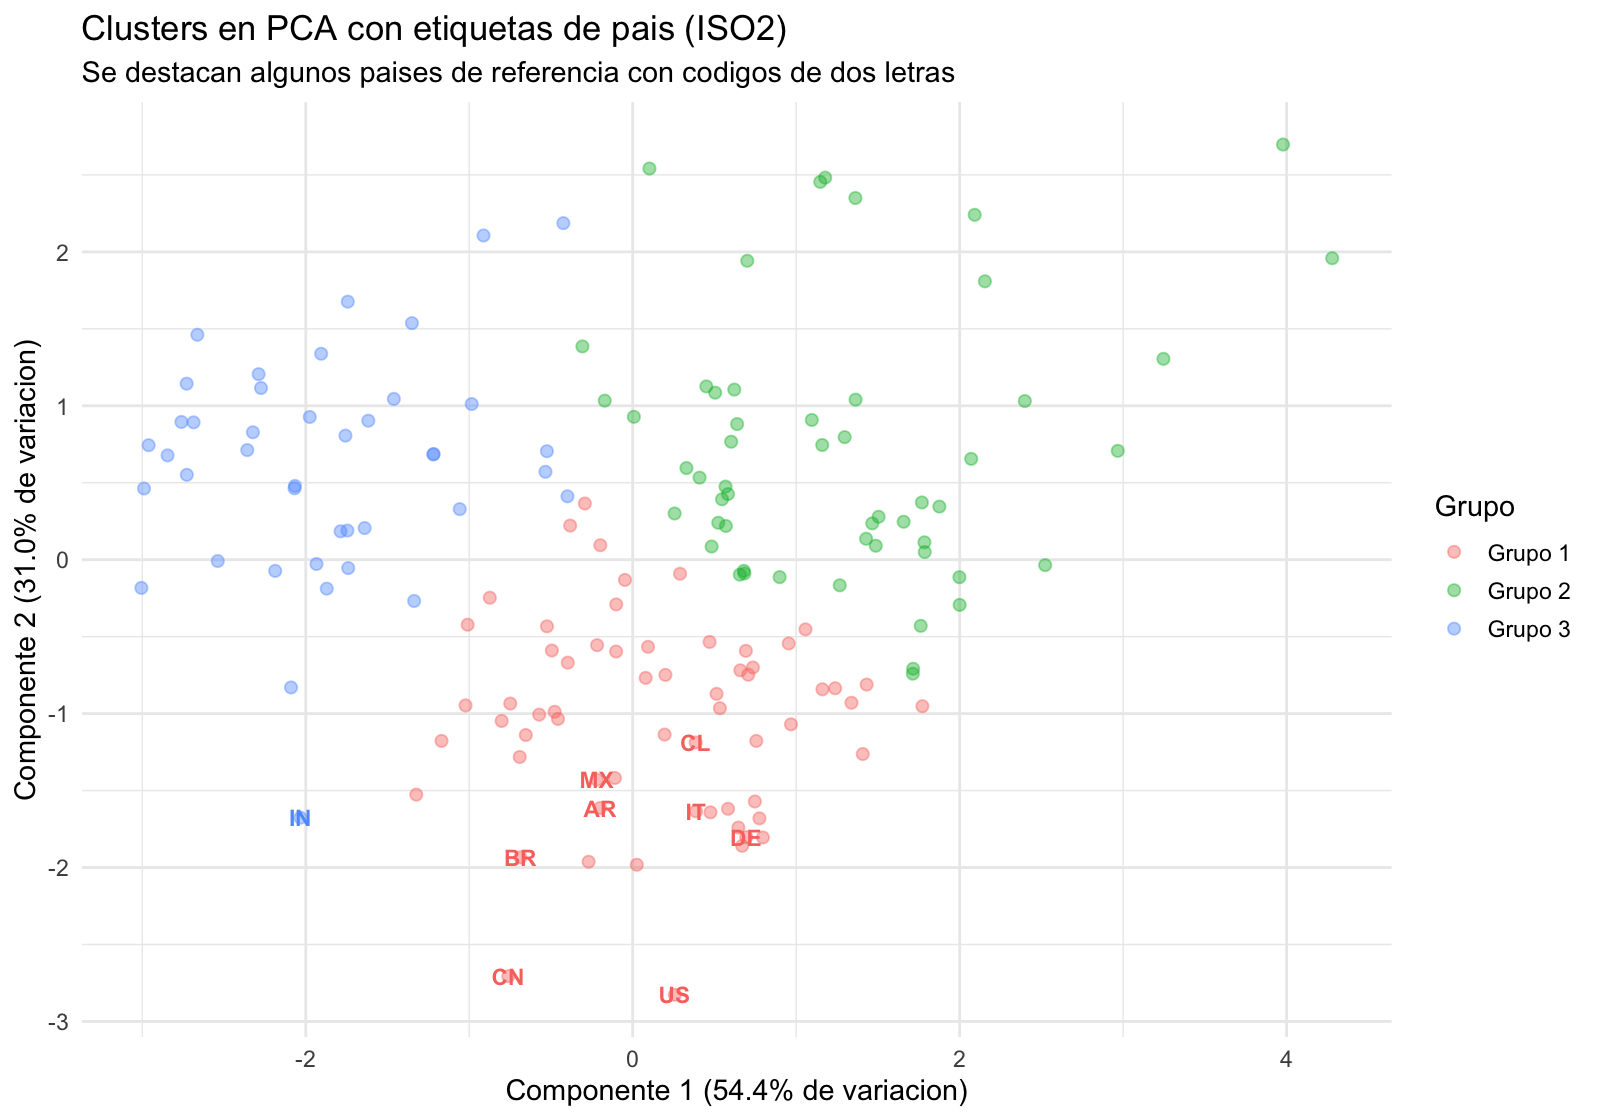 Clusters en PCA con etiquetas de pais (ISO2)
Se destacan algunos paises de referencia con codigos de dos letras
Componente 2 (31.0% de variacion)
2
1
0
-1
-2
-3
CL
MX
AR
IT
IN
DE
BR
CN
US
-2
0
2
4
Componente 1 (54.4% de variacion)
Grupo
Grupo 1
Grupo 2
Grupo 3